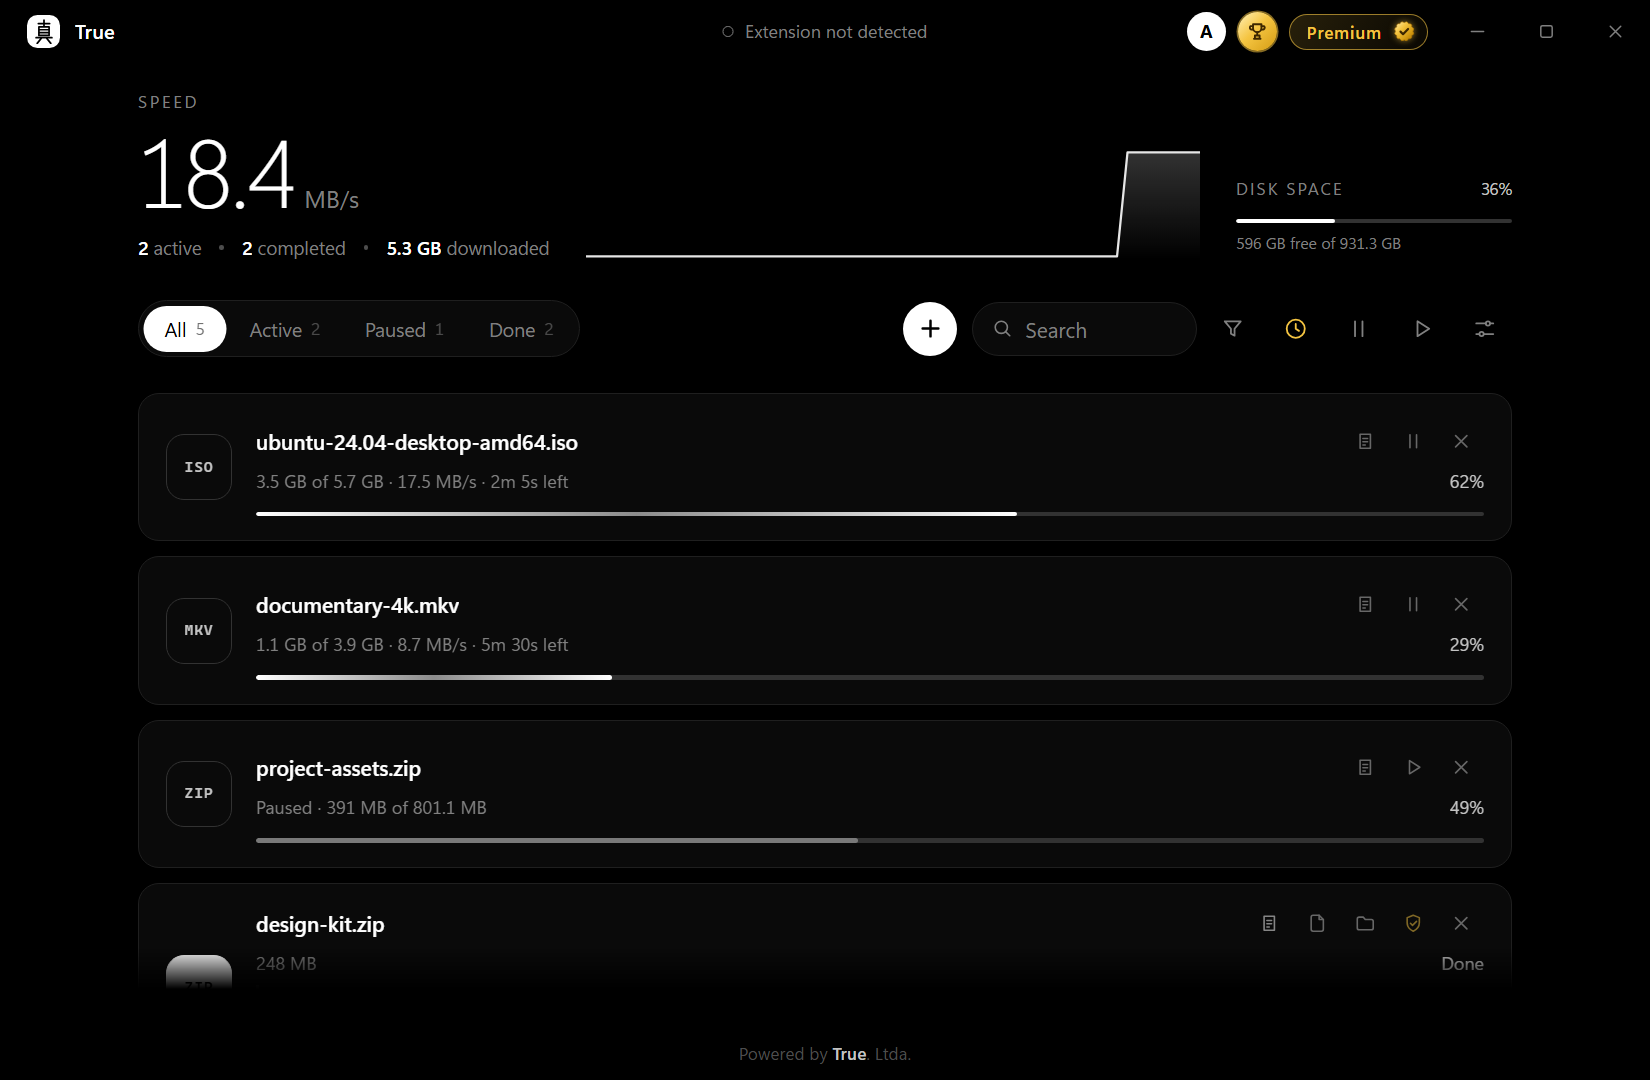 真 True
Extension not detected
A
Premium
SPEED
18.4 MB/s
2 active • 2 completed • 5.3 GB downloaded
DISK SPACE 36%
596 GB free of 931.3 GB
All 5 Active 2 Paused 1 Done 2
Search
ISO
ubuntu-24.04-desktop-amd64.iso
3.5 GB of 5.7 GB · 17.5 MB/s · 2m 5s left
62%
MKV
documentary-4k.mkv
1.1 GB of 3.9 GB · 8.7 MB/s · 5m 30s left
29%
ZIP
project-assets.zip
Paused · 391 MB of 801.1 MB
49%
design-kit.zip
248 MB
Done
ZIP
Powered by True. Ltda.